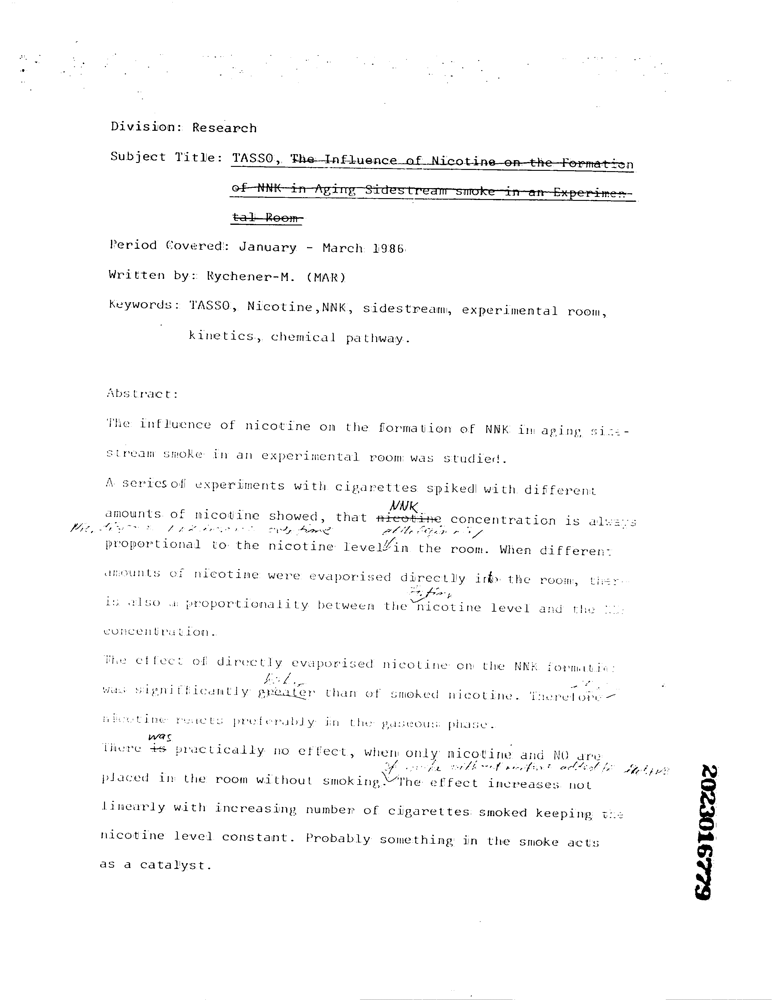 Division: Research
Subject Title: TASSO, The Influence of Nicotine on the Formation
of NNK in Aging Sidestream smoke in an Experimen-
tal Room
Period Covered: January - March 1986
Written by: Rychener-M. (MAR)
Keywords: TASSO, Nicotine, NNK, sidestream, experimental room,
kinetics, chemical pathway.
Abstract:
The influence of nicotine on the formation of NNK in aging side-
stream smoke in an experimental room was studied.
A series of experiments with cigarettes spiked with different
NNK
amounts of nicotine showed, that nicotine concentration is always
proportional to the nicotine level in the room. When different
amounts of nicotine were evaporised directly into the room, there
is also a proportionality between the nicotine level and the
concentration.
The effect of directly evaporised nicotine on the NNK formation
was significantly greater than of smoked nicotine. Therefore
nicotine reacts preferably in the gaseous phase.
was
There is practically no effect, when only nicotine and NO are
placed in the room without smoking. The effect increases not
linearly with increasing number of cigarettes smoked keeping the
nicotine level constant. Probably something in the smoke acts
as a catalyst.
2023016779